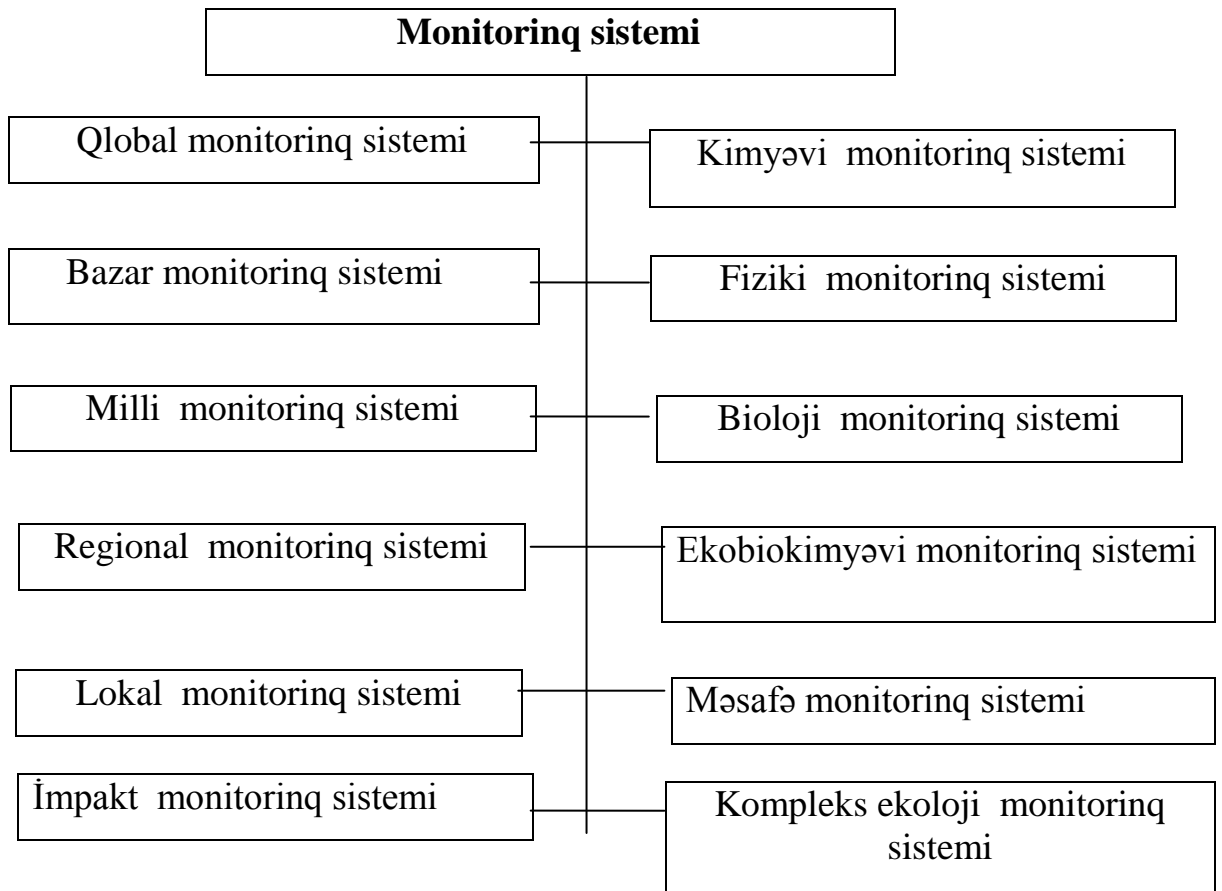 Monitorinq sistemi
Qlobal monitorinq sistemi
Kimyəvi monitorinq sistemi
Bazar monitorinq sistemi
Fiziki monitorinq sistemi
Milli monitorinq sistemi
Bioloji monitorinq sistemi
Regional monitorinq sistemi
Ekobiokimyəvi monitorinq sistemi
Lokal monitorinq sistemi
Məsafə monitorinq sistemi
İmpakt monitorinq sistemi
Kompleks ekoloji monitorinq
sistemi